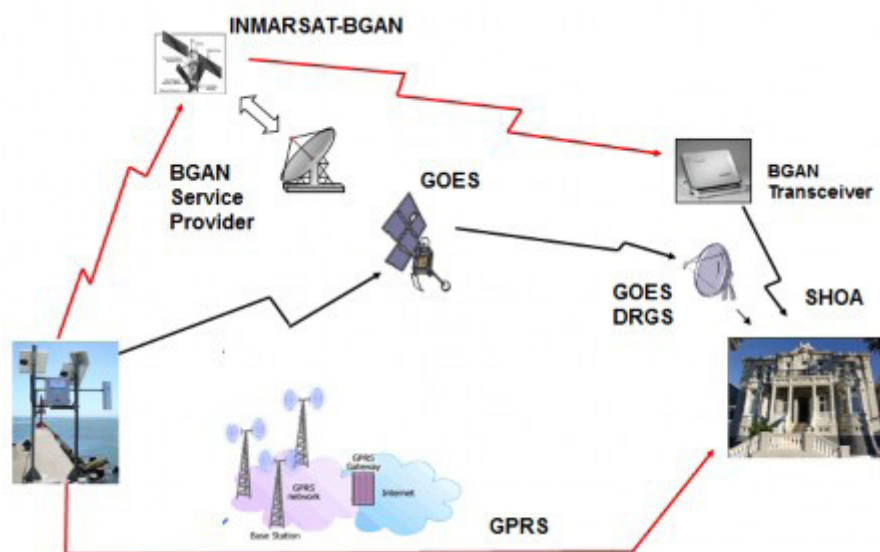 INMARSAT-BGAN
BGAN
Service
Provider
GOES
BGAN
Transceiver
GOES
DRGS
SHOA
GPRS
Gateway
GPRS
network
Internet
Base Station
GPRS